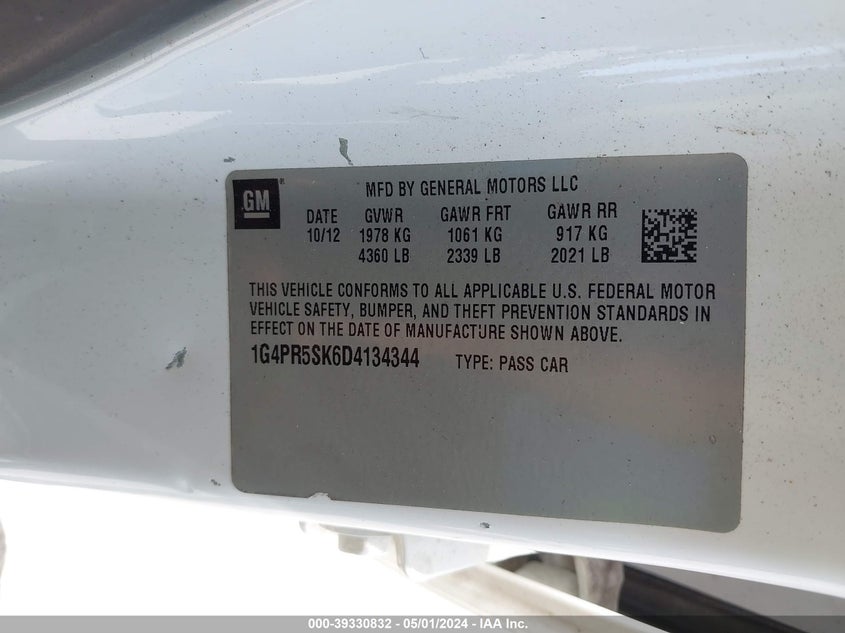 GM®
MFD BY GENERAL MOTORS LLC
DATE GVWR GAWR FRT GAWR RR
10/12 1978 KG 1061 KG 917 KG
4360 LB 2339 LB 2021 LB
THIS VEHICLE CONFORMS TO ALL APPLICABLE U.S. FEDERAL MOTOR
VEHICLE SAFETY, BUMPER, AND THEFT PREVENTION STANDARDS IN
EFFECT ON THE DATE OF MANUFACTURE SHOWN ABOVE.
1G4PR5SK6D4134344 TYPE: PASS CAR
000-39330832 - 05/01/2024 - IAA Inc.